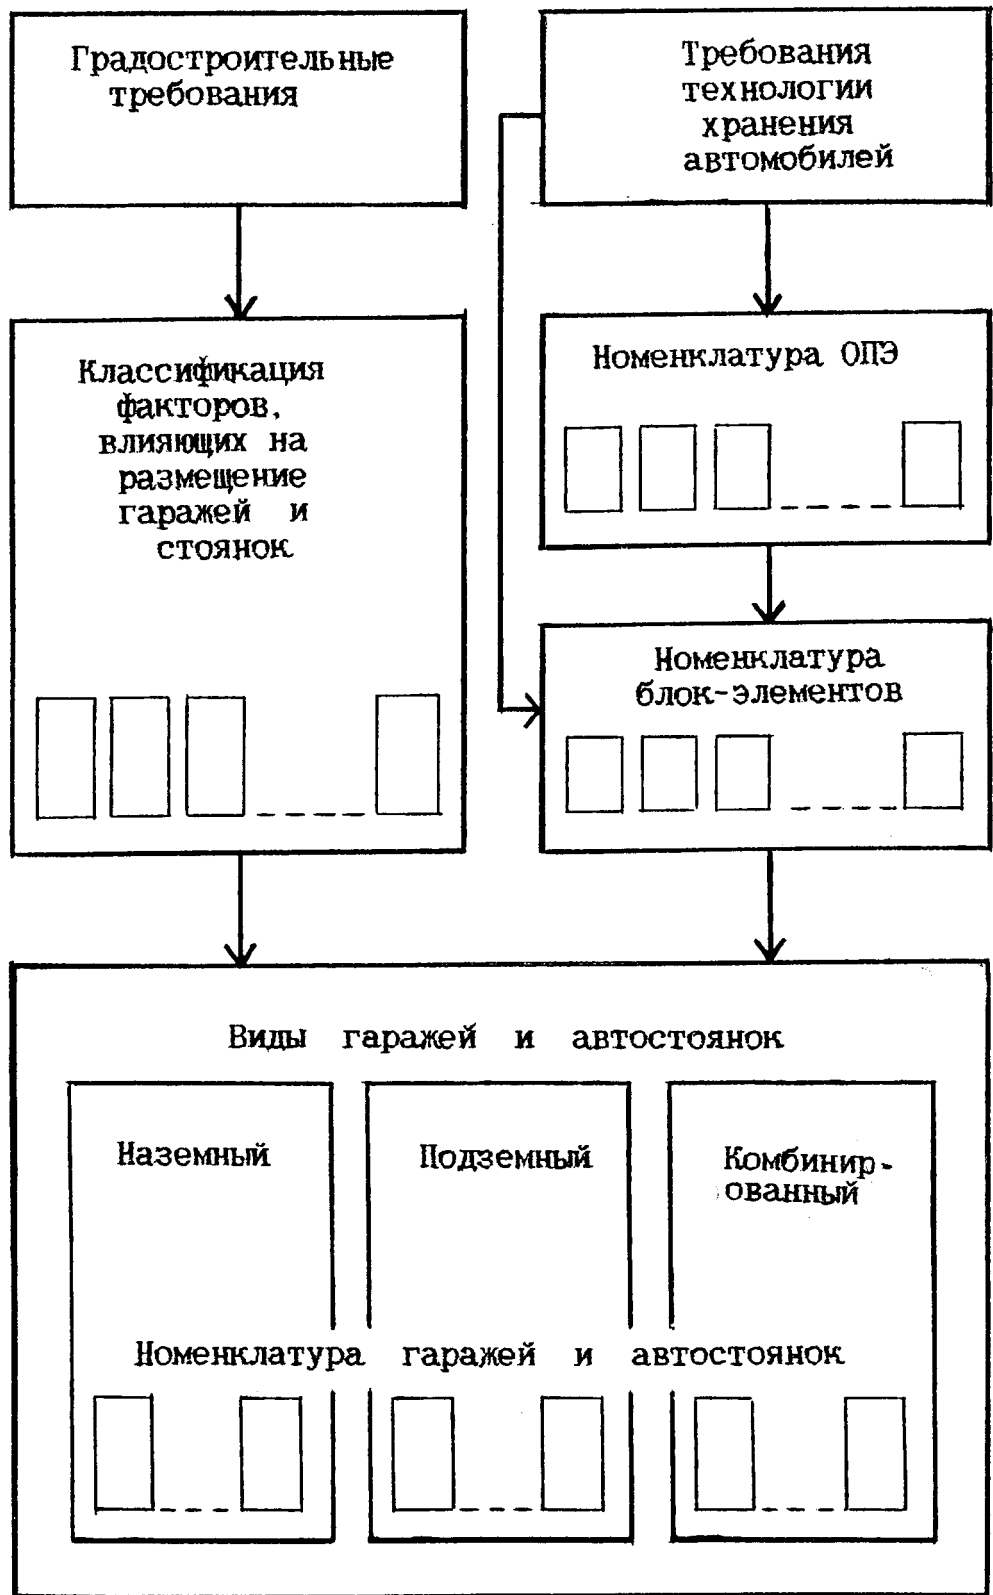 Градостроительные
требования
Требования
технологии
хранения
автомобилей
Классификация
факторов,
влияющих на
размещение
гаражей и
стоянок
Номенклатура ОПЭ
Номенклатура
блок-элементов
Виды гаражей и автостоянок
Наземный
Подземный
Комбинир-
ованный
Номенклатура гаражей и автостоянок